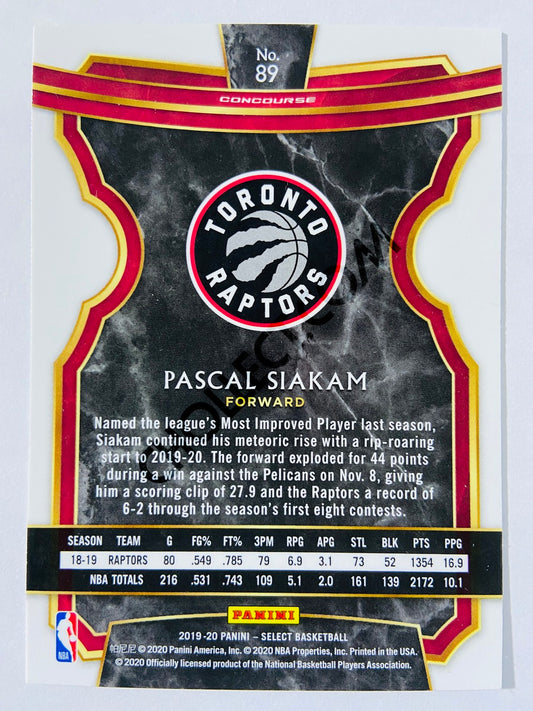 No.
89
CONCOURSE
TORONTO
RAPTORS
PASCAL SIAKAM
FORWARD
Named the league's Most Improved Player last season,
Siakam continued his meteoric rise with a rip-roaring
start to 2019-20. The forward exploded for 44 points
during a win against the Pelicans on Nov. 8, giving
him a scoring clip of 27.9 and the Raptors a record of
6-2 through the season's first eight contests.
SEASON TEAM G FG% FT% 3PM RPG APG STL BLK PTS PPG
18-19 RAPTORS 80 .549 .785 79 6.9 3.1 73 52 1354 16.9
NBA TOTALS 216 .531 .743 109 5.1 2.0 161 139 2172 10.1
PANINI
2019-20 PANINI – SELECT BASKETBALL
帕尼尼 © 2020 Panini America, Inc. © 2020 NBA Properties, Inc. Printed in the USA.
© 2020 Officially licensed product of the National Basketball Players Association.
NBA